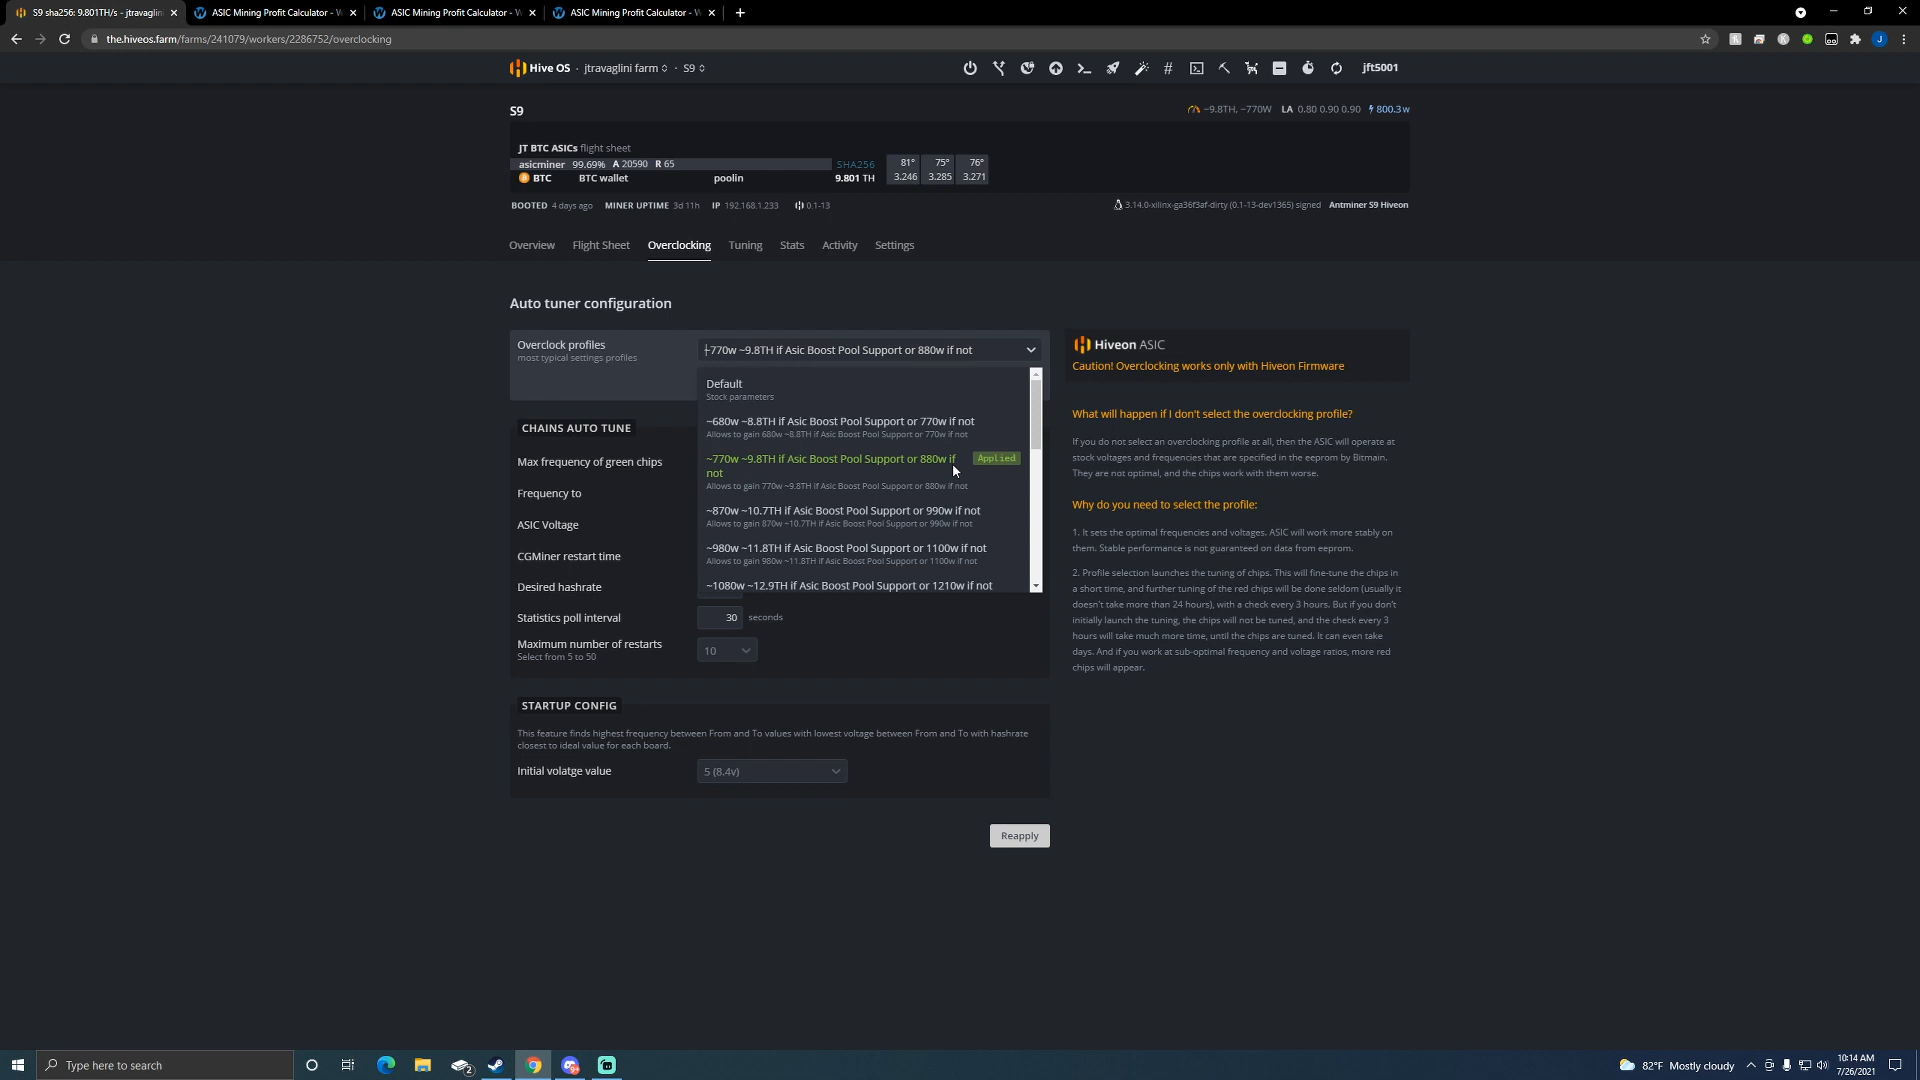 S9 sha256: 9.801TH/s - jtravaglin
ASIC Mining Profit Calculator - W
ASIC Mining Profit Calculator - W
ASIC Mining Profit Calculator - W
the.hiveos.farm/farms/241079/workers/2286752/overclocking
Hive OS · jtravaglini farm · S9
jft5001
S9
~9.8TH, ~770W LA 0.80 0.90 0.90 800.3 w
JT BTC ASICs flight sheet
asicminer 99.69% A 20590 R 65 SHA256 81° 75° 76°
BTC BTC wallet poolin 9.801 TH 3.246 3.285 3.271
BOOTED 4 days ago MINER UPTIME 3d 11h IP 192.168.1.233 0.1-13
3.14.0-xilinx-ga36f3af-dirty (0.1-13-dev1365) signed Antminer S9 Hiveon
Overview Flight Sheet Overclocking Tuning Stats Activity Settings
Auto tuner configuration
Overclock profiles
most typical settings profiles
~770w ~9.8TH if Asic Boost Pool Support or 880w if not
Default
Stock parameters
~680w ~8.8TH if Asic Boost Pool Support or 770w if not
Allows to gain 680w ~8.8TH if Asic Boost Pool Support or 770w if not
~770w ~9.8TH if Asic Boost Pool Support or 880w if
not
Applied
Allows to gain 770w ~9.8TH if Asic Boost Pool Support or 880w if not
~870w ~10.7TH if Asic Boost Pool Support or 990w if not
Allows to gain 870w ~10.7TH if Asic Boost Pool Support or 990w if not
~980w ~11.8TH if Asic Boost Pool Support or 1100w if not
Allows to gain 980w ~11.8TH if Asic Boost Pool Support or 1100w if not
~1080w ~12.9TH if Asic Boost Pool Support or 1210w if not
CHAINS AUTO TUNE
Max frequency of green chips
Frequency to
ASIC Voltage
CGMiner restart time
Desired hashrate
Statistics poll interval 30 seconds
Maximum number of restarts
Select from 5 to 50
10
STARTUP CONFIG
This feature finds highest frequency between From and To values with lowest voltage between From and To with hashrate
closest to ideal value for each board.
Initial volatge value 5 (8.4v)
Reapply
Hiveon ASIC
Caution! Overclocking works only with Hiveon Firmware
What will happen if I don't select the overclocking profile?
If you do not select an overclocking profile at all, then the ASIC will operate at
stock voltages and frequencies that are specified in the eeprom by Bitmain.
They are not optimal, and the chips work with them worse.
Why do you need to select the profile:
1. It sets the optimal frequencies and voltages. ASIC will work more stably on
them. Stable performance is not guaranteed on data from eeprom.
2. Profile selection launches the tuning of chips. This will fine-tune the chips in
a short time, and further tuning of the red chips will be done seldom (usually it
doesn't take more than 24 hours), with a check every 3 hours. But if you don't
initially launch the tuning, the chips will not be tuned, and the check every 3
hours will take much more time, until the chips are tuned. It can even take
days. And if you work at sub-optimal frequency and voltage ratios, more red
chips will appear.
Type here to search
82°F Mostly cloudy
10:14 AM
7/26/2021